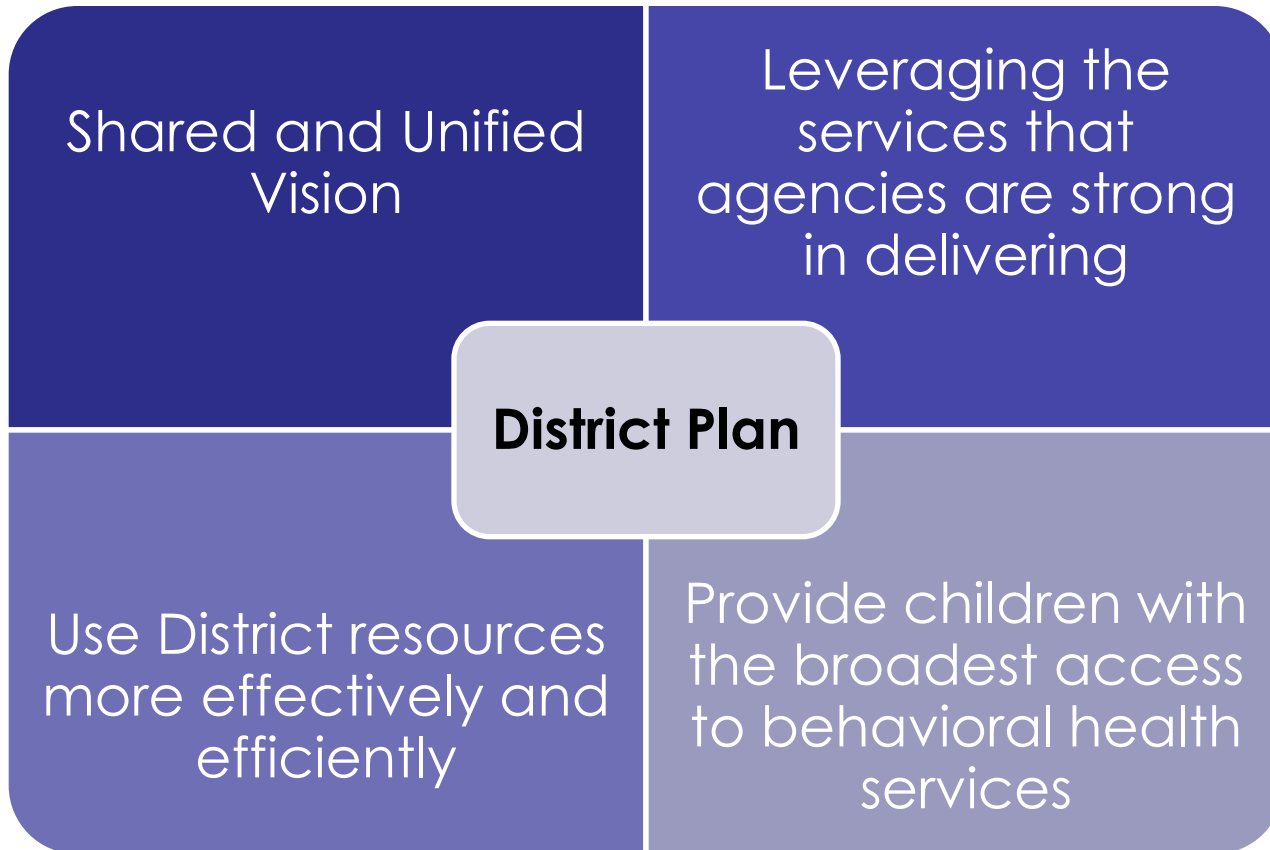 Shared and Unified
Vision
Leveraging the
services that
agencies are strong
in delivering
District Plan
Use District resources
more effectively and
efficiently
Provide children with
the broadest access
to behavioral health
services